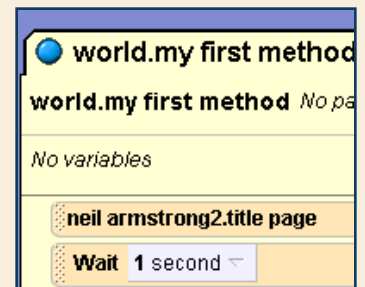 world.my first method
world.my first method No pa
No variables
neil armstrong2.title page
Wait 1 second